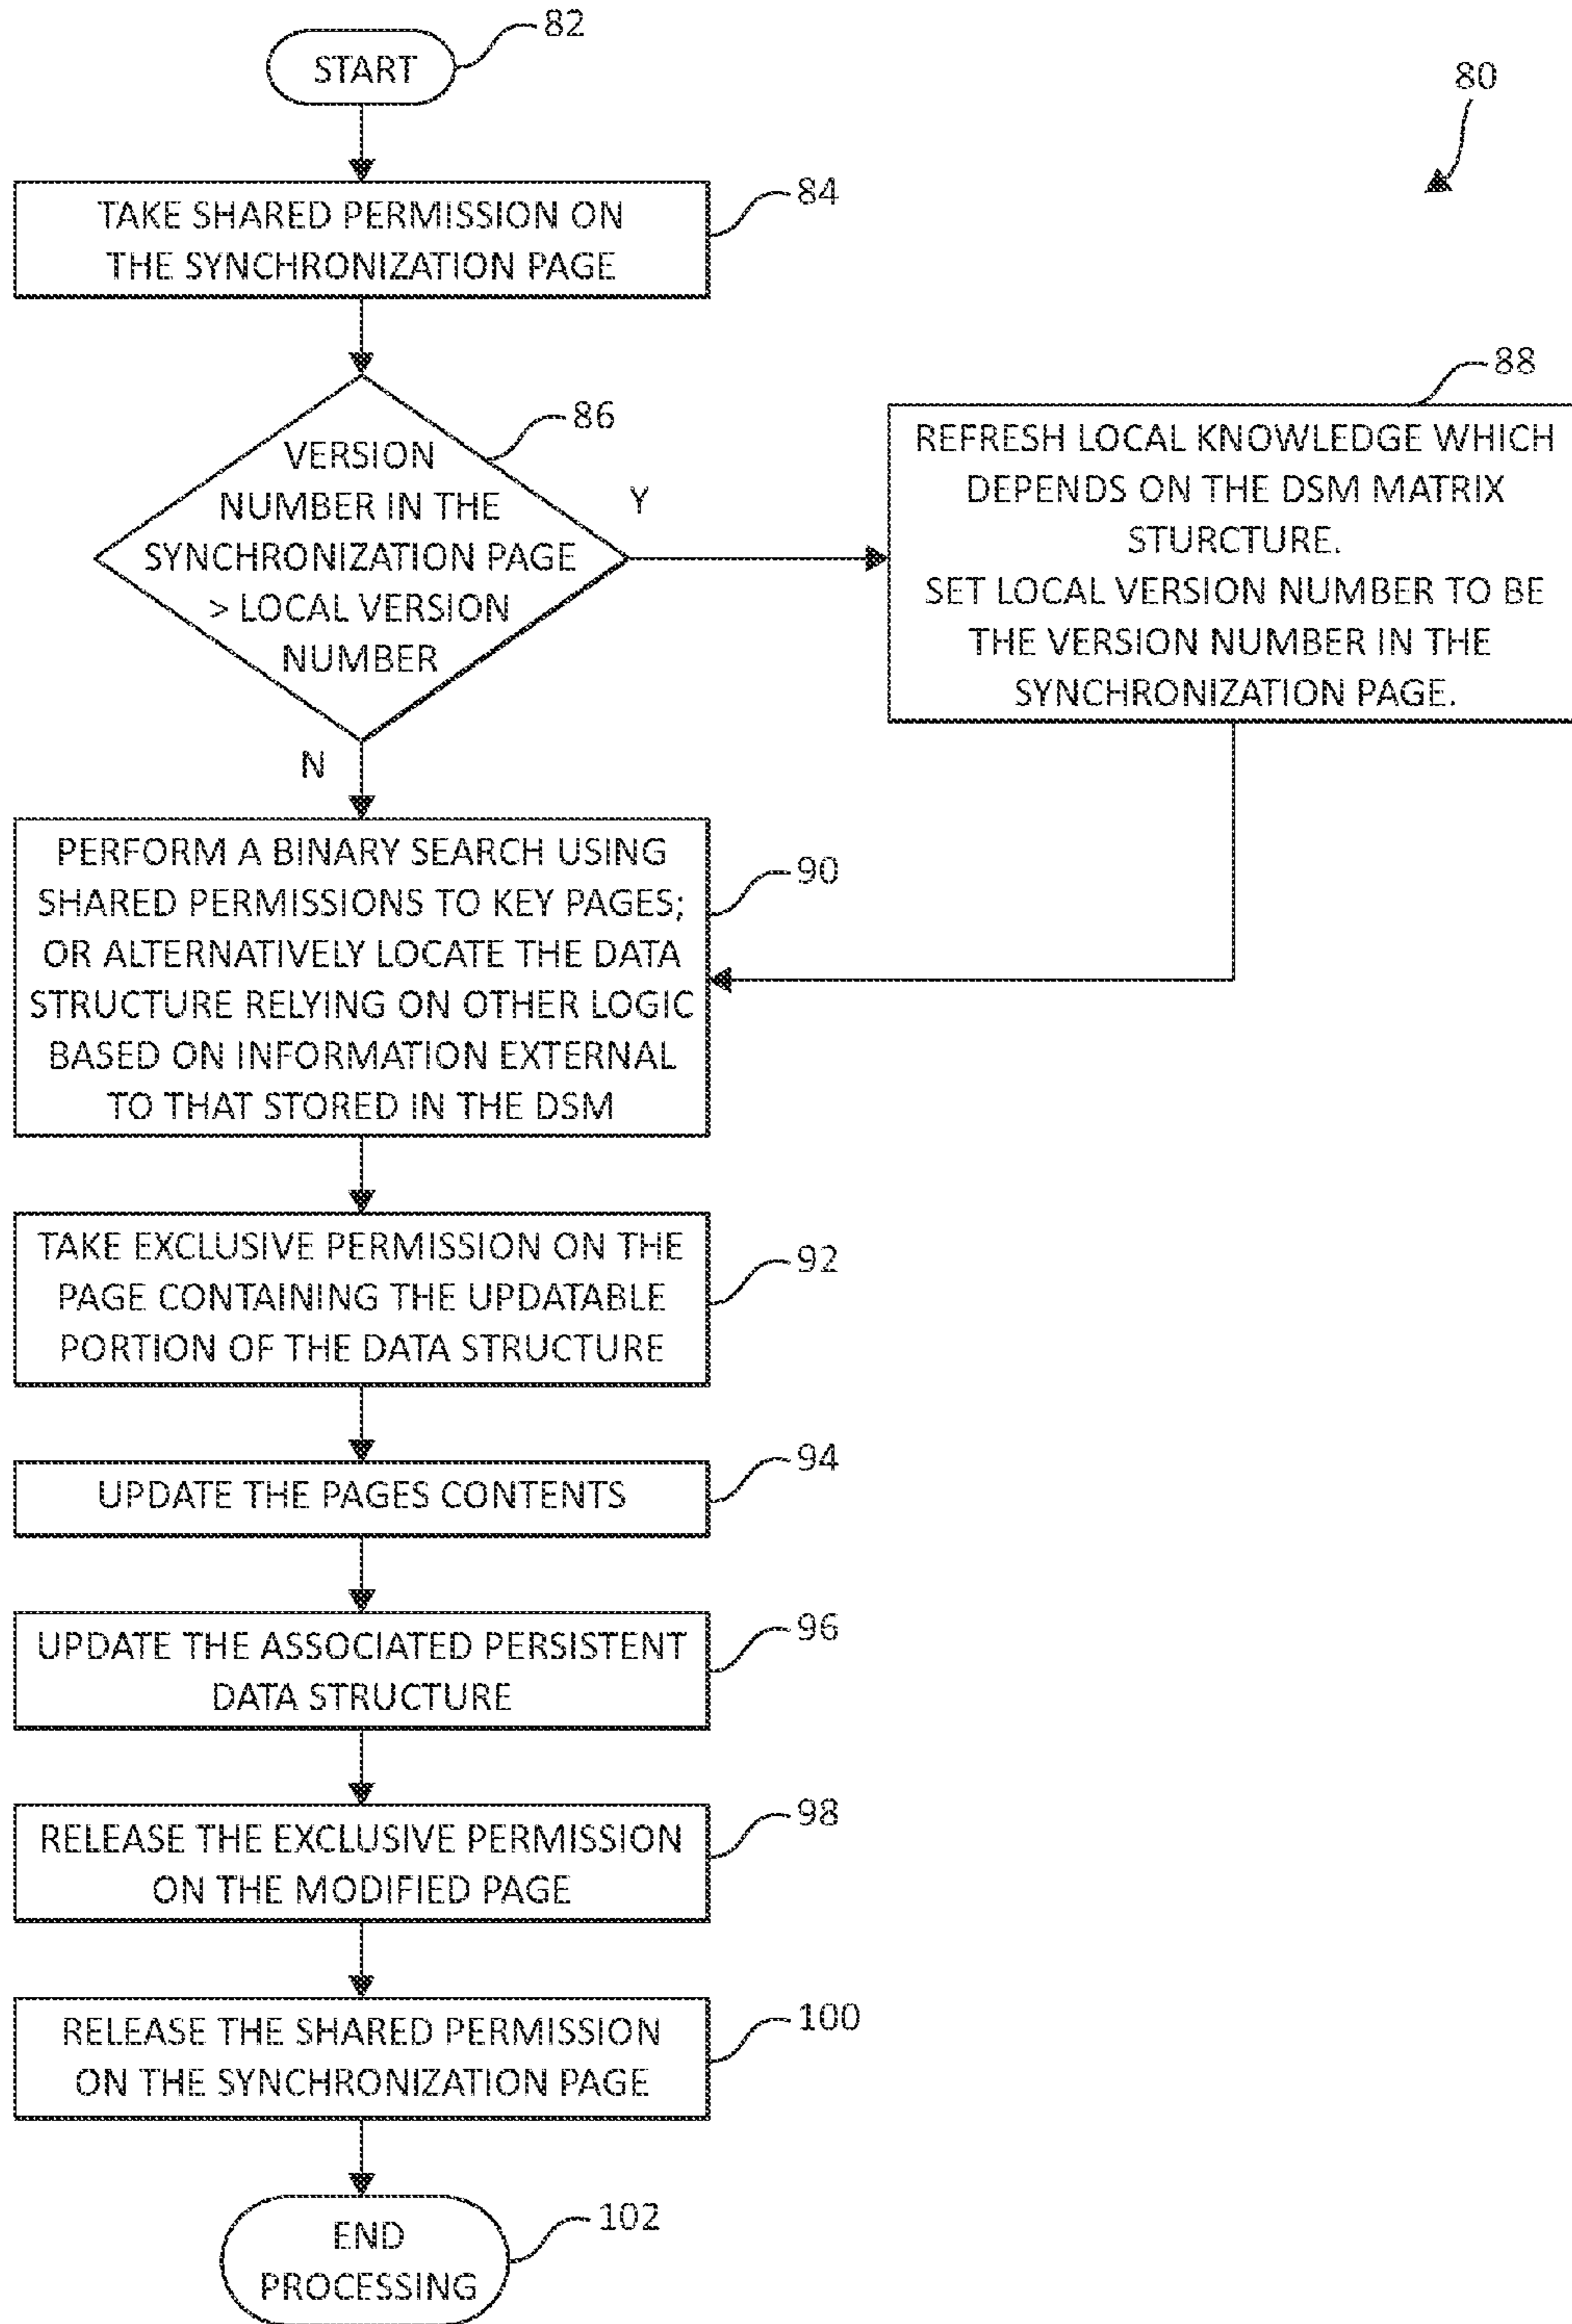 START
82
80
TAKE SHARED PERMISSION ON
THE SYNCHRONIZATION PAGE
84
VERSION
NUMBER IN THE
SYNCHRONIZATION PAGE
> LOCAL VERSION
NUMBER
86
Y
N
88
REFRESH LOCAL KNOWLEDGE WHICH
DEPENDS ON THE DSM MATRIX
STURCTURE.
SET LOCAL VERSION NUMBER TO BE
THE VERSION NUMBER IN THE
SYNCHRONIZATION PAGE.
PERFORM A BINARY SEARCH USING
SHARED PERMISSIONS TO KEY PAGES;
OR ALTERNATIVELY LOCATE THE DATA
STRUCTURE RELYING ON OTHER LOGIC
BASED ON INFORMATION EXTERNAL
TO THAT STORED IN THE DSM
90
TAKE EXCLUSIVE PERMISSION ON THE
PAGE CONTAINING THE UPDATABLE
PORTION OF THE DATA STRUCTURE
92
UPDATE THE PAGES CONTENTS
94
UPDATE THE ASSOCIATED PERSISTENT
DATA STRUCTURE
96
RELEASE THE EXCLUSIVE PERMISSION
ON THE MODIFIED PAGE
98
RELEASE THE SHARED PERMISSION
ON THE SYNCHRONIZATION PAGE
100
END
PROCESSING
102